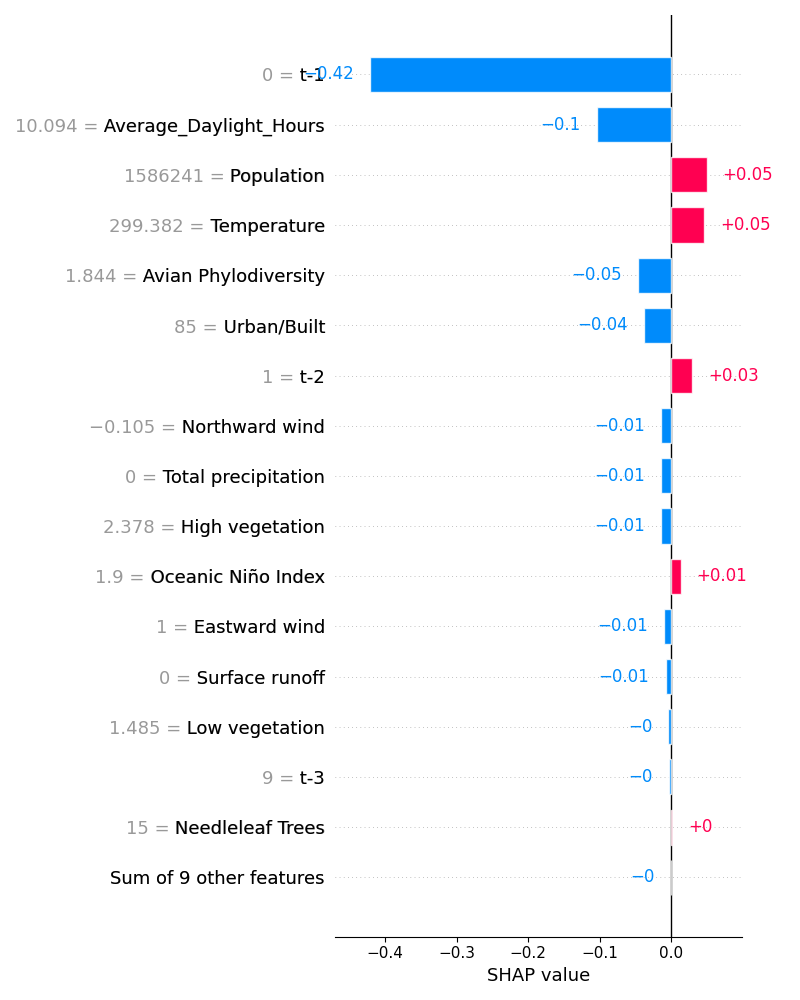 0 = t-1 −0.42
10.094 = Average_Daylight_Hours −0.1
1586241 = Population +0.05
299.382 = Temperature +0.05
1.844 = Avian Phylodiversity −0.05
85 = Urban/Built −0.04
1 = t-2 +0.03
−0.105 = Northward wind −0.01
0 = Total precipitation −0.01
2.378 = High vegetation −0.01
1.9 = Oceanic Niño Index +0.01
1 = Eastward wind −0.01
0 = Surface runoff −0.01
1.485 = Low vegetation −0
9 = t-3 −0
15 = Needleleaf Trees +0
Sum of 9 other features −0
−0.4 −0.3 −0.2 −0.1 0.0
SHAP value